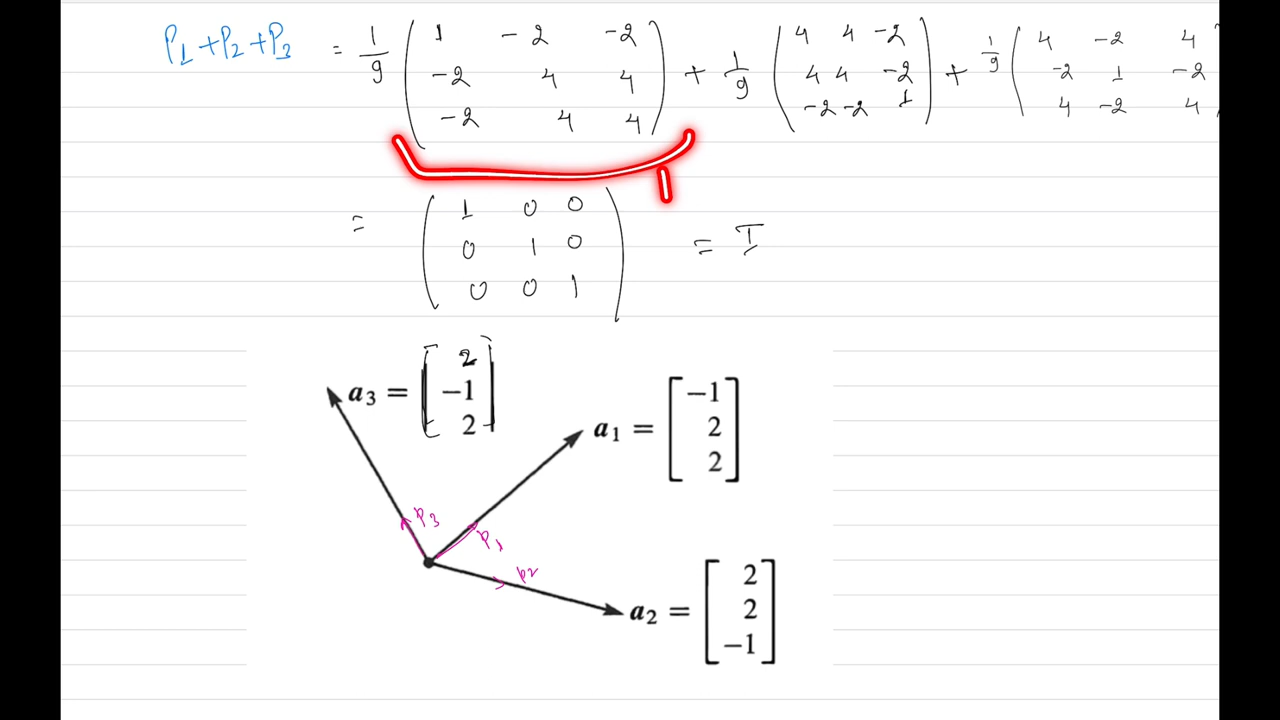 P1 + P2 + P3 = 1/9 ( 1 -2 -2 ; -2 4 4 ; -2 4 4 ) + 1/9 ( 4 4 -2 ; 4 4 -2 ; -2 -2 1 ) + 1/9 ( 4 -2 4 ; -2 1 -2 ; 4 -2 4
= ( 1 0 0 ; 0 1 0 ; 0 0 1 ) = I
a3 = [ 2 ; -1 ; 2 ]
a1 = [ -1 ; 2 ; 2 ]
P3
P1
P2
a2 = [ 2 ; 2 ; -1 ]